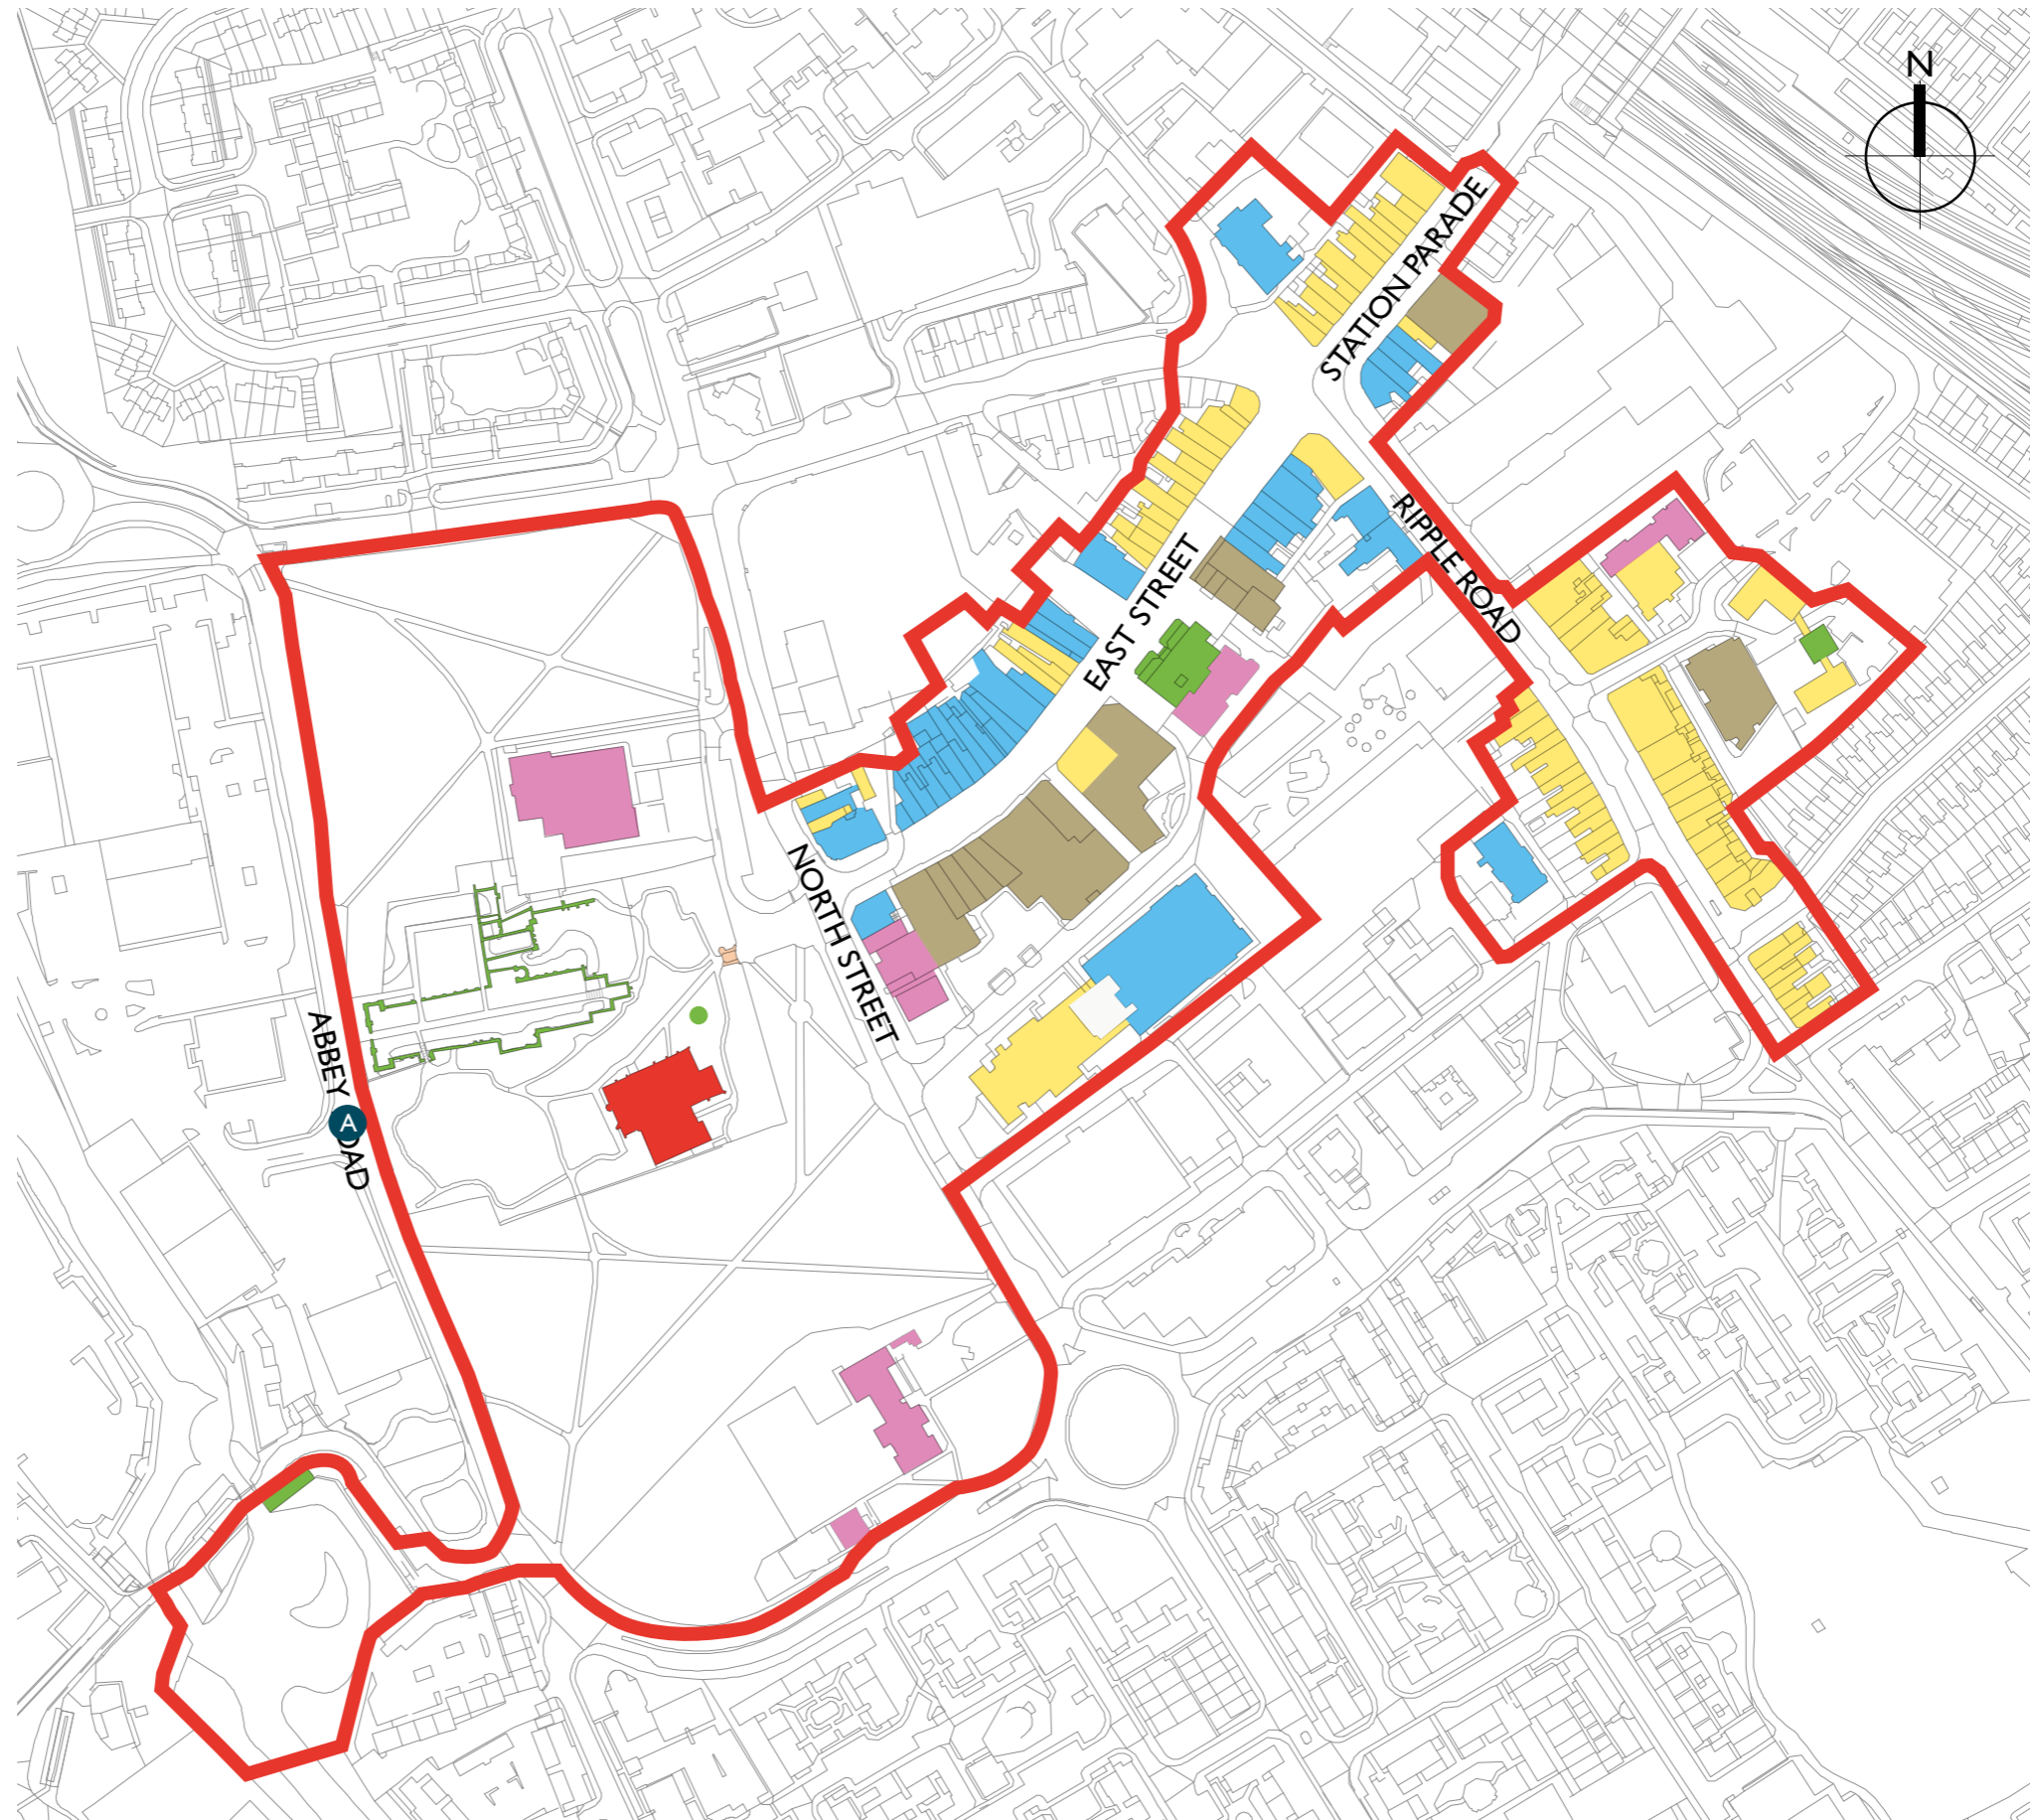 N
STATION PARADE
RIPPLE ROAD
EAST STREET
NORTH STREET
ABBEY
A
OAD